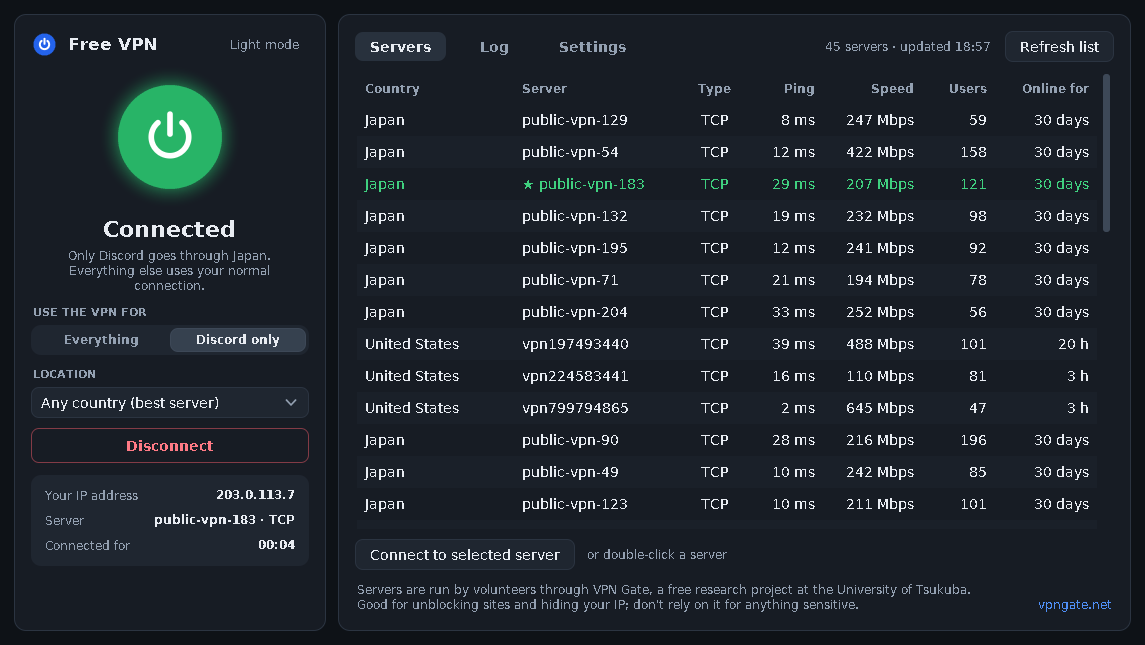 Free VPN
Light mode
Connected
Only Discord goes through Japan.
Everything else uses your normal
connection.
USE THE VPN FOR
Everything
Discord only
LOCATION
Any country (best server)
Disconnect
Your IP address 203.0.113.7
Server public-vpn-183 · TCP
Connected for 00:04
Servers
Log
Settings
45 servers · updated 18:57
Refresh list
Country Server Type Ping Speed Users Online for
Japan public-vpn-129 TCP 8 ms 247 Mbps 59 30 days
Japan public-vpn-54 TCP 12 ms 422 Mbps 158 30 days
Japan ★ public-vpn-183 TCP 29 ms 207 Mbps 121 30 days
Japan public-vpn-132 TCP 19 ms 232 Mbps 98 30 days
Japan public-vpn-195 TCP 12 ms 241 Mbps 92 30 days
Japan public-vpn-71 TCP 21 ms 194 Mbps 78 30 days
Japan public-vpn-204 TCP 33 ms 252 Mbps 56 30 days
United States vpn197493440 TCP 39 ms 488 Mbps 101 20 h
United States vpn224583441 TCP 16 ms 110 Mbps 81 3 h
United States vpn799794865 TCP 2 ms 645 Mbps 47 3 h
Japan public-vpn-90 TCP 28 ms 216 Mbps 196 30 days
Japan public-vpn-49 TCP 10 ms 242 Mbps 85 30 days
Japan public-vpn-123 TCP 10 ms 211 Mbps 101 30 days
Connect to selected server
or double-click a server
Servers are run by volunteers through VPN Gate, a free research project at the University of Tsukuba.
Good for unblocking sites and hiding your IP; don't rely on it for anything sensitive.
vpngate.net